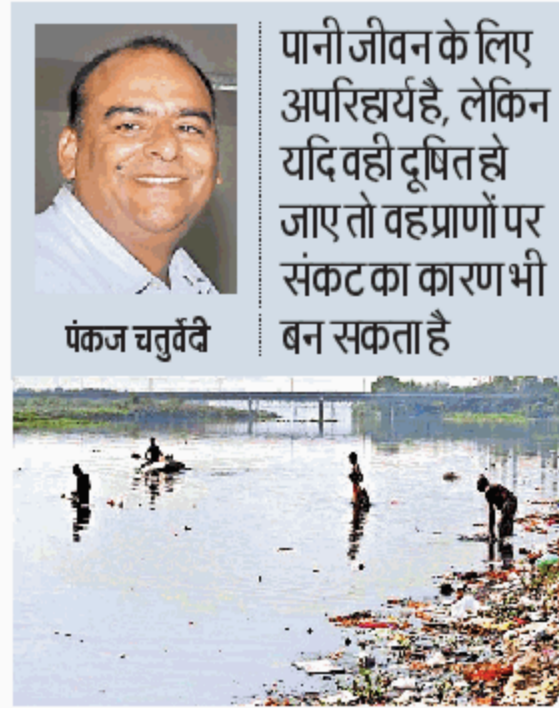 पानी जीवन के लिए
अपरिहार्य है, लेकिन
यदि वही दूषित हो
जाए तो वह प्राणों पर
संकट का कारण भी
बन सकता है
पंकज चतुर्वेदी